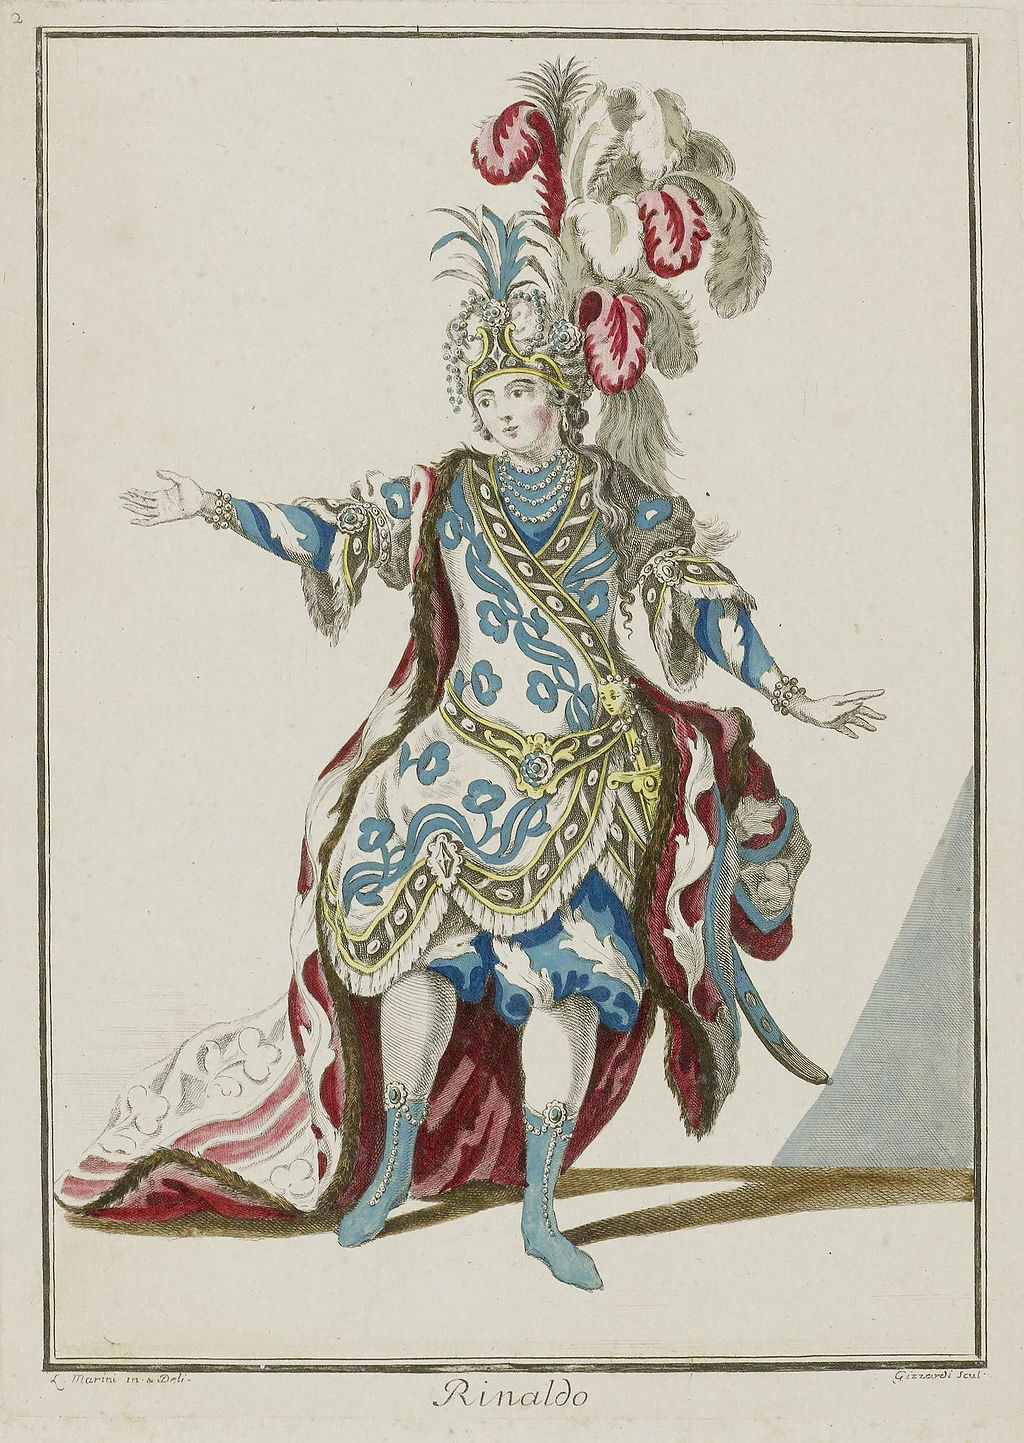 2
L. Marini in. & Deli.
Gizzardi Scul.
Rinaldo